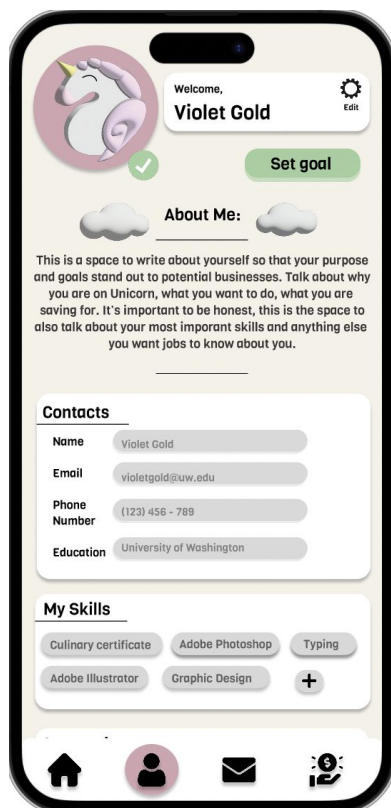 Welcome,
Violet Gold
Edit
Set goal
About Me:
This is a space to write about yourself so that your purpose
and goals stand out to potential businesses. Talk about why
you are on Unicorn, what you want to do, what you are
saving for. It's important to be honest, this is the space to
also talk about your most imporant skills and anything else
you want jobs to know about you.
Contacts
Name Violet Gold
Email violetgold@uw.edu
Phone
Number (123) 456 - 789
Education University of Washington
My Skills
Culinary certificate Adobe Photoshop Typing
Adobe Illustrator Graphic Design +
$